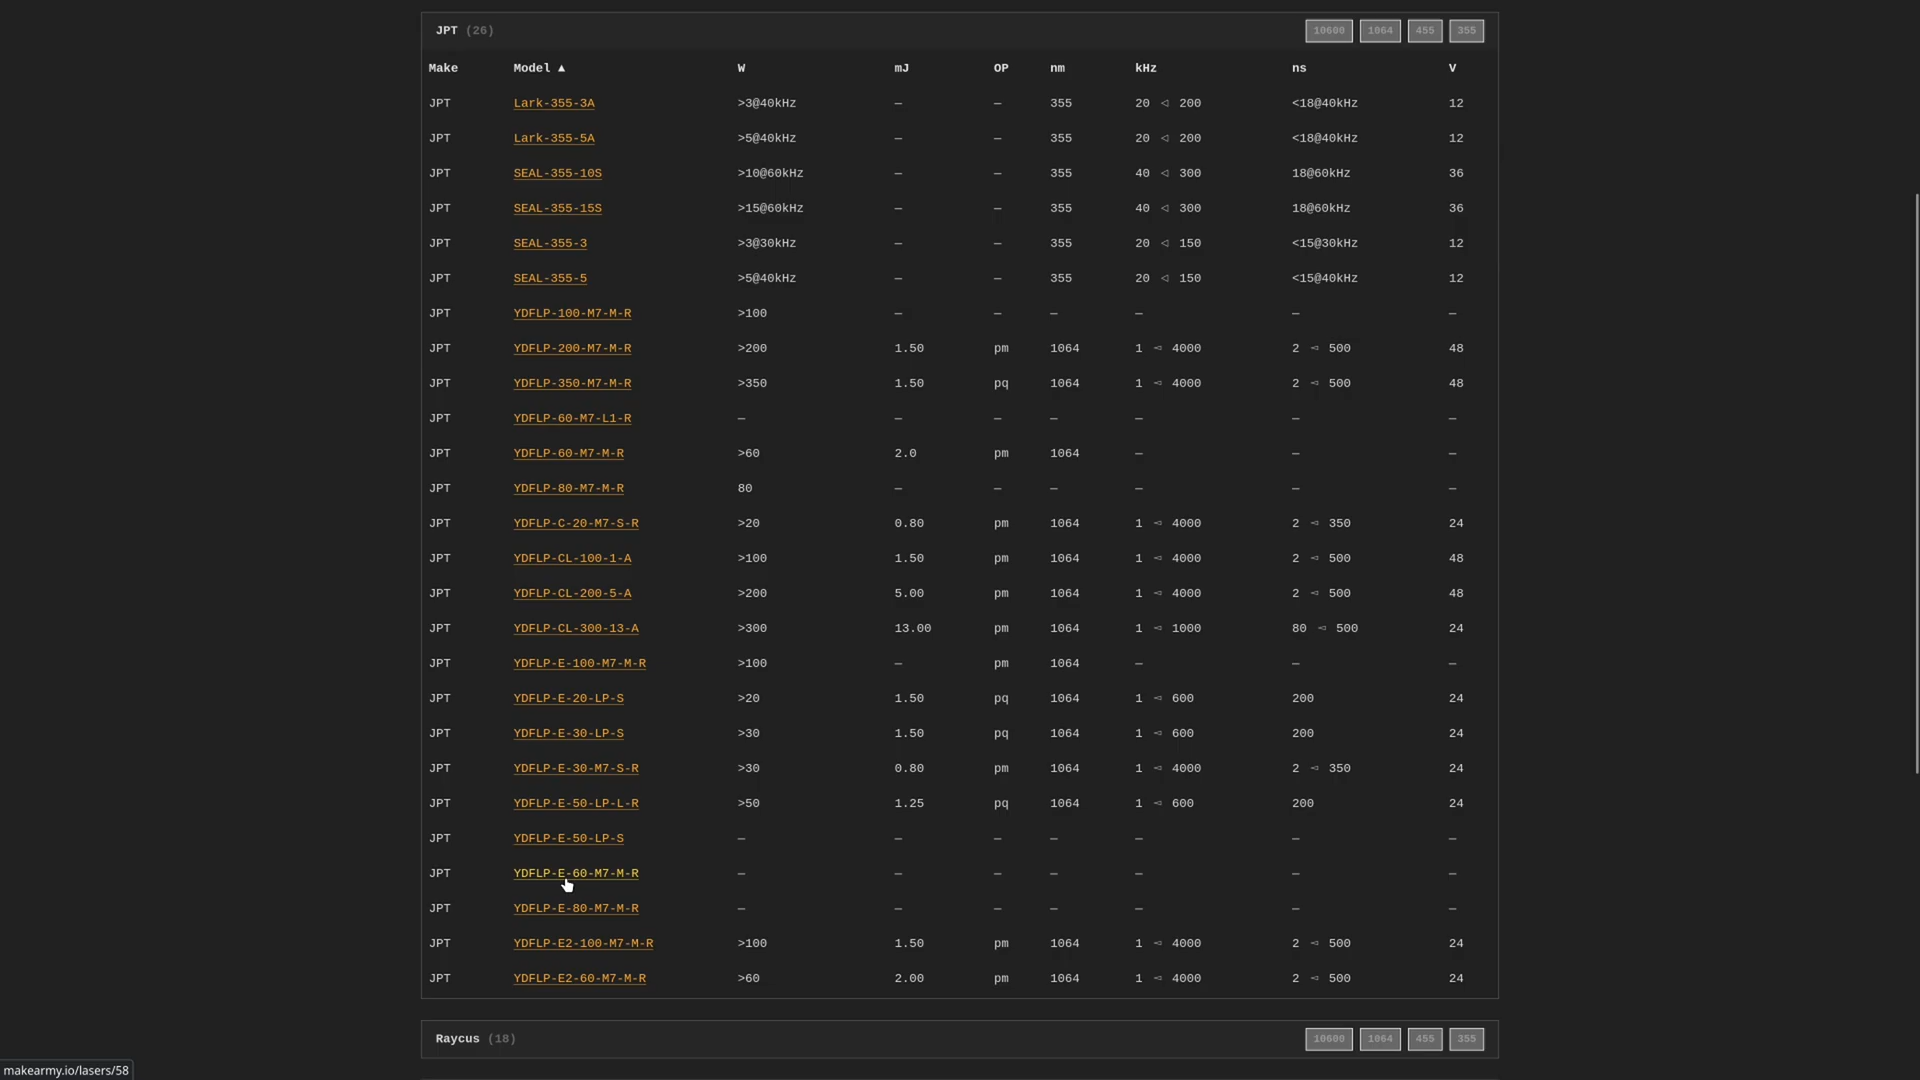 JPT (26) 10600 1064 455 355
Make Model ▲ W mJ OP nm kHz ns V
JPT Lark-355-3A >3@40kHz — — 355 20 ◁ 200 <18@40kHz 12
JPT Lark-355-5A >5@40kHz — — 355 20 ◁ 200 <18@40kHz 12
JPT SEAL-355-10S >10@60kHz — — 355 40 ◁ 300 18@60kHz 36
JPT SEAL-355-15S >15@60kHz — — 355 40 ◁ 300 18@60kHz 36
JPT SEAL-355-3 >3@30kHz — — 355 20 ◁ 150 <15@30kHz 12
JPT SEAL-355-5 >5@40kHz — — 355 20 ◁ 150 <15@40kHz 12
JPT YDFLP-100-M7-M-R >100 — — — — — —
JPT YDFLP-200-M7-M-R >200 1.50 pm 1064 1 ◅ 4000 2 ◅ 500 48
JPT YDFLP-350-M7-M-R >350 1.50 pq 1064 1 ◅ 4000 2 ◅ 500 48
JPT YDFLP-60-M7-L1-R — — — — — — —
JPT YDFLP-60-M7-M-R >60 2.0 pm 1064 — — —
JPT YDFLP-80-M7-M-R 80 — — — — — —
JPT YDFLP-C-20-M7-S-R >20 0.80 pm 1064 1 ◅ 4000 2 ◅ 350 24
JPT YDFLP-CL-100-1-A >100 1.50 pm 1064 1 ◅ 4000 2 ◅ 500 48
JPT YDFLP-CL-200-5-A >200 5.00 pm 1064 1 ◅ 4000 2 ◅ 500 48
JPT YDFLP-CL-300-13-A >300 13.00 pm 1064 1 ◅ 1000 80 ◅ 500 24
JPT YDFLP-E-100-M7-M-R >100 — pm 1064 — — —
JPT YDFLP-E-20-LP-S >20 1.50 pq 1064 1 ◅ 600 200 24
JPT YDFLP-E-30-LP-S >30 1.50 pq 1064 1 ◅ 600 200 24
JPT YDFLP-E-30-M7-S-R >30 0.80 pm 1064 1 ◅ 4000 2 ◅ 350 24
JPT YDFLP-E-50-LP-L-R >50 1.25 pq 1064 1 ◅ 600 200 24
JPT YDFLP-E-50-LP-S — — — — — — —
JPT YDFLP-E-60-M7-M-R — — — — — — —
JPT YDFLP-E-80-M7-M-R — — — — — — —
JPT YDFLP-E2-100-M7-M-R >100 1.50 pm 1064 1 ◅ 4000 2 ◅ 500 24
JPT YDFLP-E2-60-M7-M-R >60 2.00 pm 1064 1 ◅ 4000 2 ◅ 500 24
Raycus (18) 10600 1064 455 355
makearmy.io/lasers/58